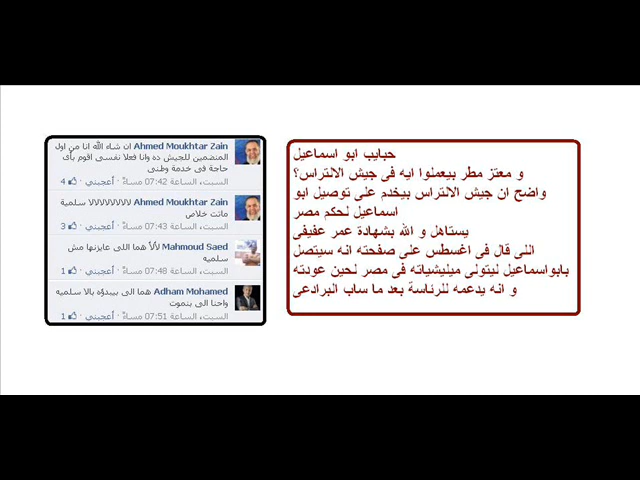 Ahmed Moukhtar Zain ان شاء الله انا من اول
المنضمين للجيش ده وانا فعلا نفسى اقوم بأى
حاجة فى خدمة وطنى
السبت، الساعة 07:42 مساءً · أعجبني · 4
Ahmed Moukhtar Zain لالالالالالالا سلمية
ماتت خلاص
السبت، الساعة 07:43 مساءً · أعجبني · 3
Mahmoud Saed لألأ هما اللى عايزنها مش
سلميه
السبت، الساعة 07:48 مساءً · أعجبني · 1
Adham Mohamed هما الى بيبدؤه بالا سلميه
واحنا الى بنموت
السبت، الساعة 07:51 مساءً · أعجبني · 1
حبايب ابو اسماعيل
و معتز مطر بيعملوا ايه فى جيش الالتراس؟
واضح ان جيش الالتراس بيخدم على توصيل ابو
اسماعيل لحكم مصر
يستاهل و الله بشهادة عمر عفيفى
اللى قال فى اغسطس على صفحته انه سيتصل
بابواسماعيل ليتولى ميليشياته فى مصر لحين عودته
و انه يدعمه للرئاسة بعد ما ساب البرادعى